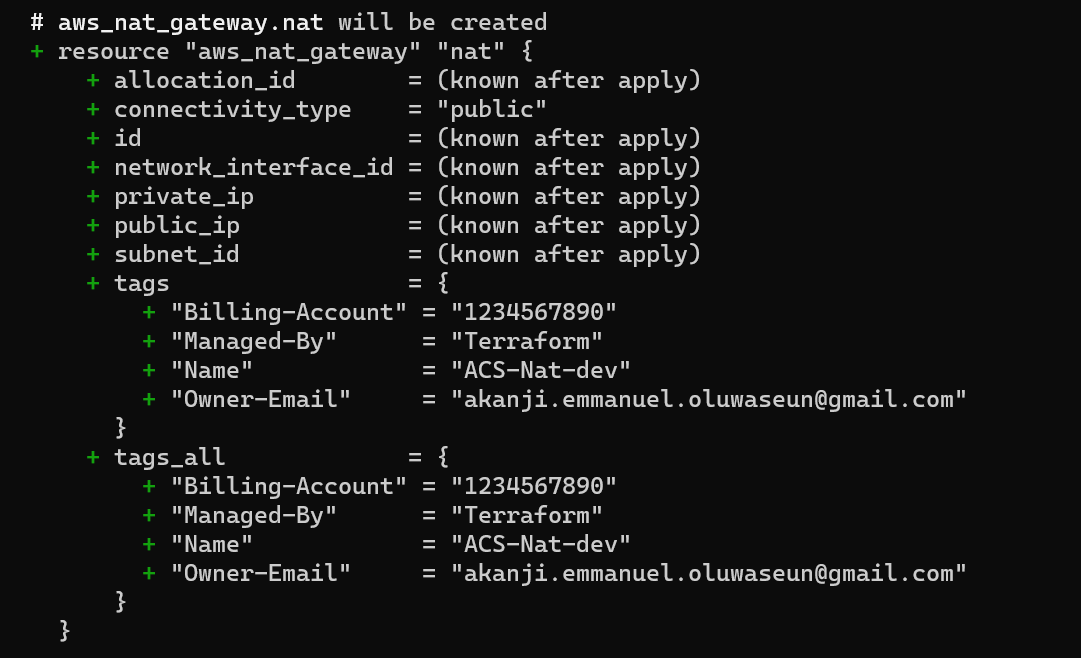 # aws_nat_gateway.nat will be created
+ resource "aws_nat_gateway" "nat" {
+ allocation_id = (known after apply)
+ connectivity_type = "public"
+ id = (known after apply)
+ network_interface_id = (known after apply)
+ private_ip = (known after apply)
+ public_ip = (known after apply)
+ subnet_id = (known after apply)
+ tags = {
+ "Billing-Account" = "1234567890"
+ "Managed-By" = "Terraform"
+ "Name" = "ACS-Nat-dev"
+ "Owner-Email" = "akanji.emmanuel.oluwaseun@gmail.com"
}
+ tags_all = {
+ "Billing-Account" = "1234567890"
+ "Managed-By" = "Terraform"
+ "Name" = "ACS-Nat-dev"
+ "Owner-Email" = "akanji.emmanuel.oluwaseun@gmail.com"
}
}